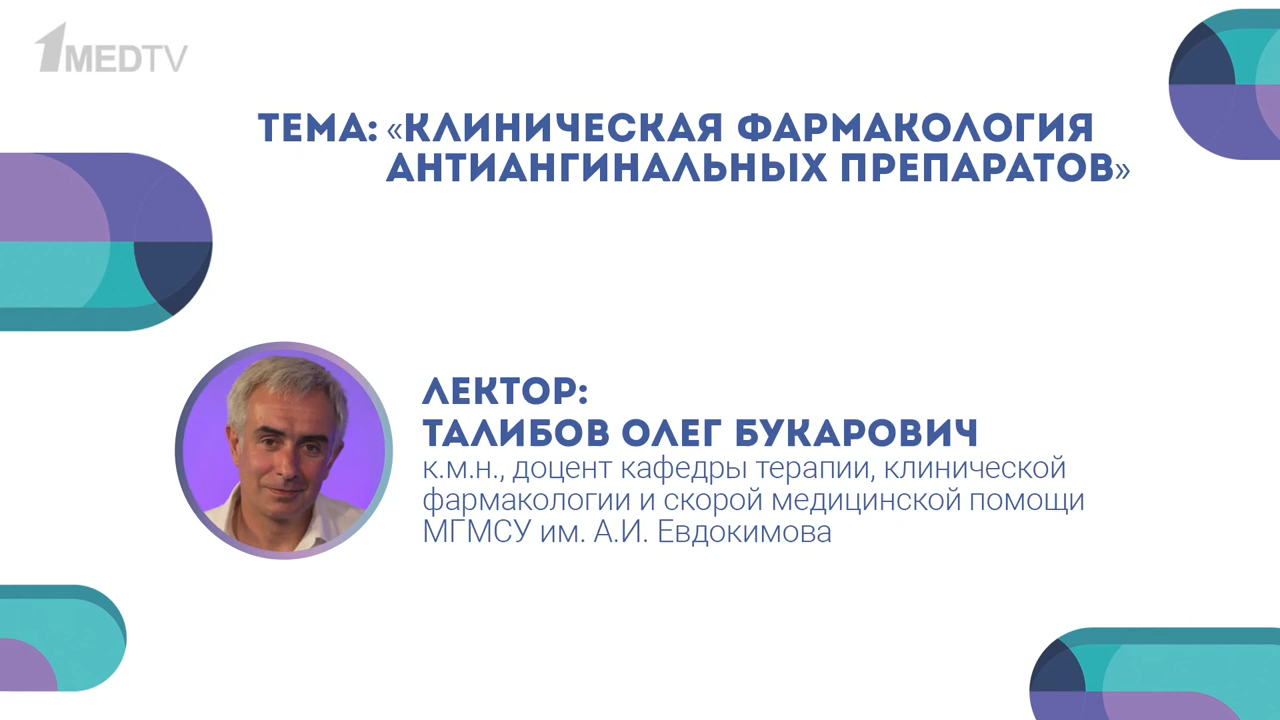 1MEDTV
ТЕМА: «КЛИНИЧЕСКАЯ ФАРМАКОЛОГИЯ
АНТИАНГИНАЛЬНЫХ ПРЕПАРАТОВ»
ЛЕКТОР:
ТАЛИБОВ ОЛЕГ БУКАРОВИЧ
к.м.н., доцент кафедры терапии, клинической
фармакологии и скорой медицинской помощи
МГМСУ им. А.И. Евдокимова